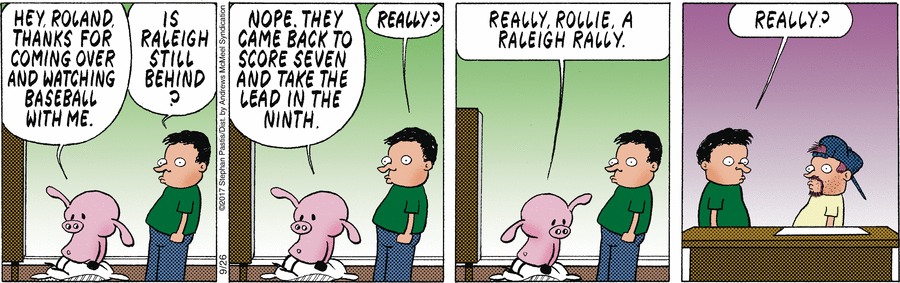 HEY, ROLAND,
THANKS FOR
COMING OVER
AND WATCHING
BASEBALL
WITH ME.
IS
RALEIGH
STILL
BEHIND
?
©2017 Stephan Pastis/Dist. by Andrews McMeel Syndication
9/26
NOPE. THEY
CAME BACK TO
SCORE SEVEN
AND TAKE THE
LEAD IN THE
NINTH.
REALLY?
REALLY, ROLLIE, A
RALEIGH RALLY.
REALLY?